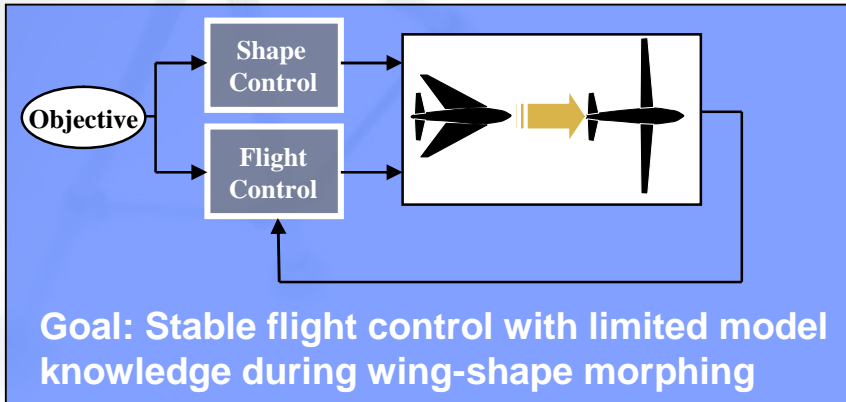 Shape
Control
Objective
Flight
Control
Goal: Stable flight control with limited model
knowledge during wing-shape morphing